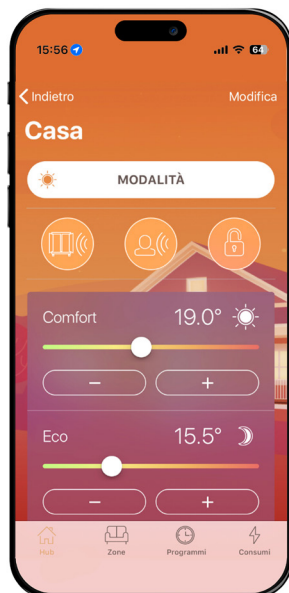 15:56 64
Indietro Modifica
Casa
MODALITÀ
Comfort 19.0°
− +
Eco 15.5°
− +
Hub Zone Programmi Consumi